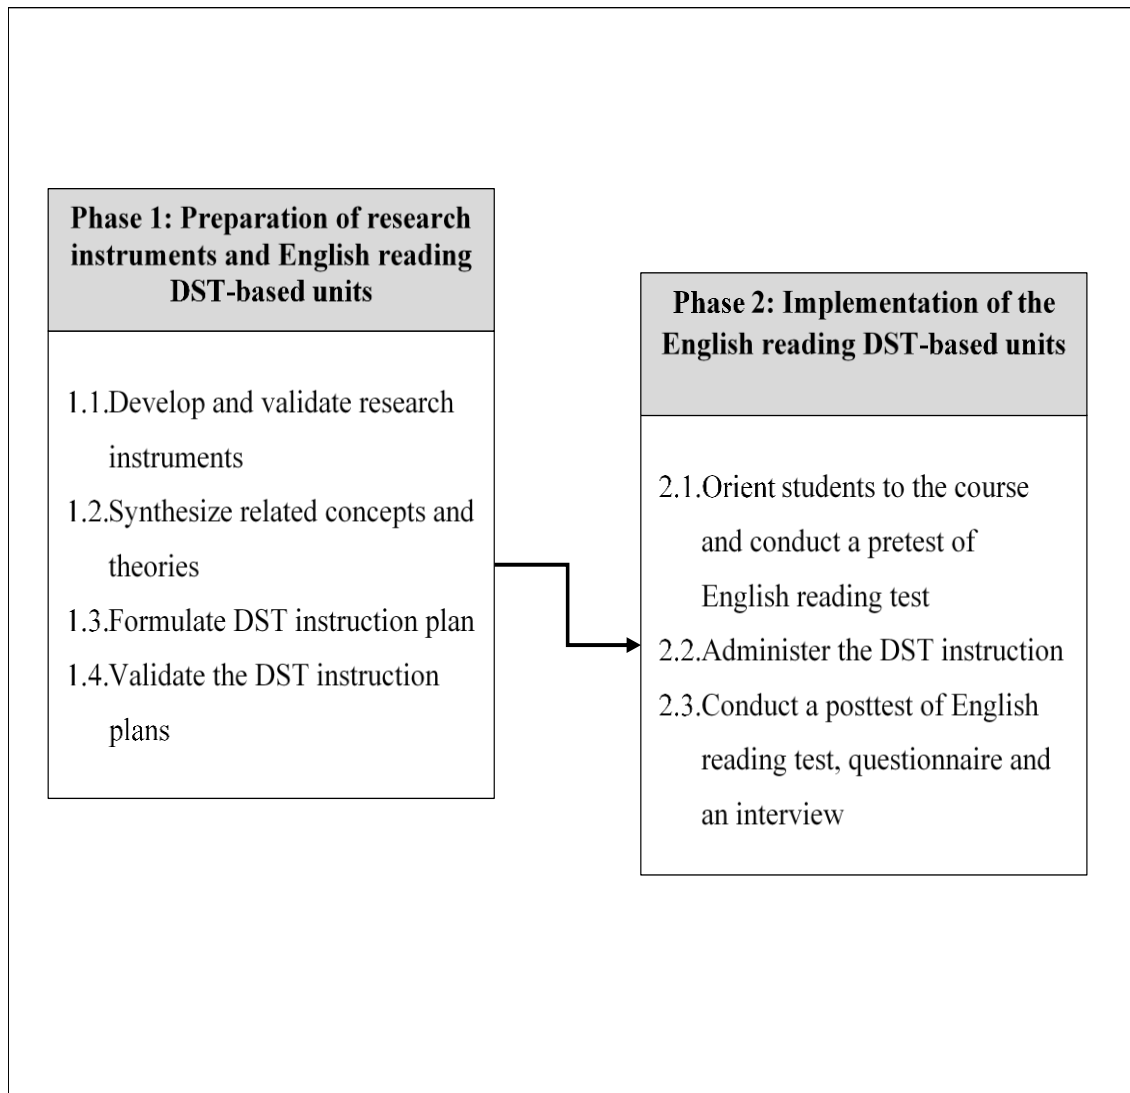 Phase 1: Preparation of research
instruments and English reading
DST-based units
1.1.Develop and validate research
instruments
1.2.Synthesize related concepts and
theories
1.3.Formulate DST instruction plan
1.4.Validate the DST instruction
plans
Phase 2: Implementation of the
English reading DST-based units
2.1.Orient students to the course
and conduct a pretest of
English reading test
2.2.Administer the DST instruction
2.3.Conduct a posttest of English
reading test, questionnaire and
an interview